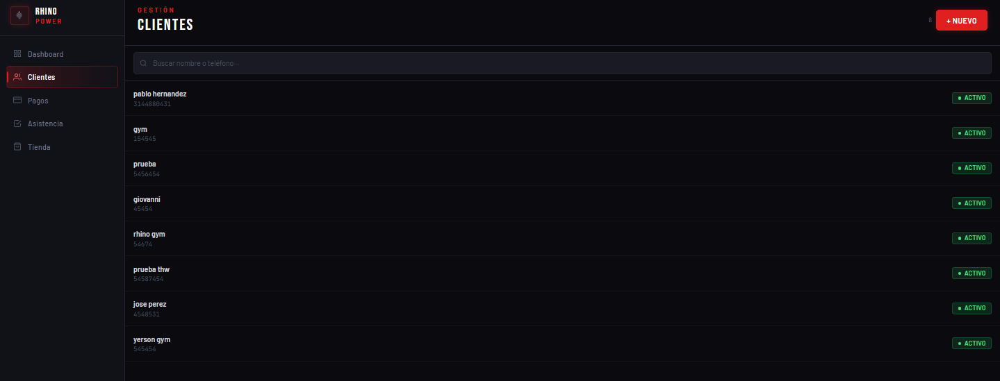 RHINO
POWER
Dashboard
Clientes
Pagos
Asistencia
Tienda
GESTIÓN
CLIENTES
8
+ NUEVO
Buscar nombre o teléfono...
pablo hernandez
3144880431
ACTIVO
gym
154545
ACTIVO
prueba
5456454
ACTIVO
giovanni
45454
ACTIVO
rhino gym
54674
ACTIVO
prueba thw
54587454
ACTIVO
jose perez
4548531
ACTIVO
yerson gym
545454
ACTIVO